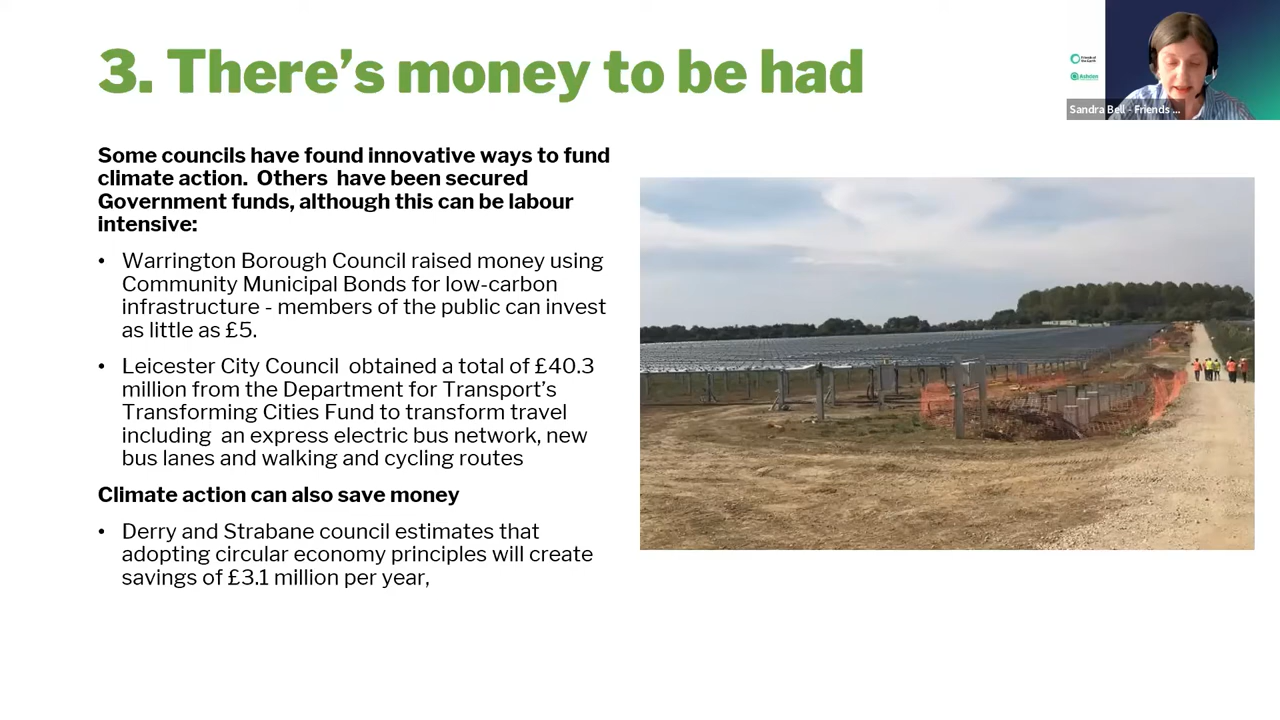 3. There's money to be had
Some councils have found innovative ways to fund
climate action.  Others  have been secured
Government funds, although this can be labour
intensive:
• Warrington Borough Council raised money using
Community Municipal Bonds for low-carbon
infrastructure - members of the public can invest
as little as £5.
• Leicester City Council  obtained a total of £40.3
million from the Department for Transport's
Transforming Cities Fund to transform travel
including  an express electric bus network, new
bus lanes and walking and cycling routes
Climate action can also save money
• Derry and Strabane council estimates that
adopting circular economy principles will create
savings of £3.1 million per year,
Friends of
the Earth
Ashden
Sandra Bell - Friends ...